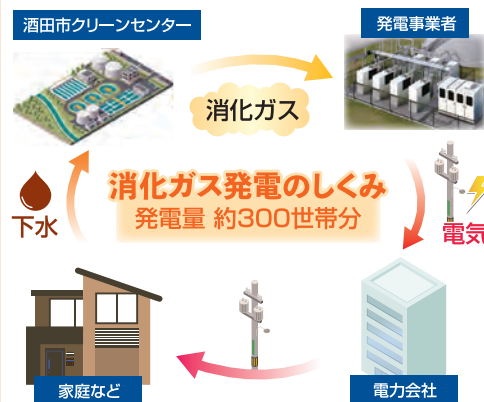 酒田市クリーンセンター
発電事業者
消化ガス
消化ガス発電のしくみ
発電量 約300世帯分
下水
電気
家庭など
電力会社